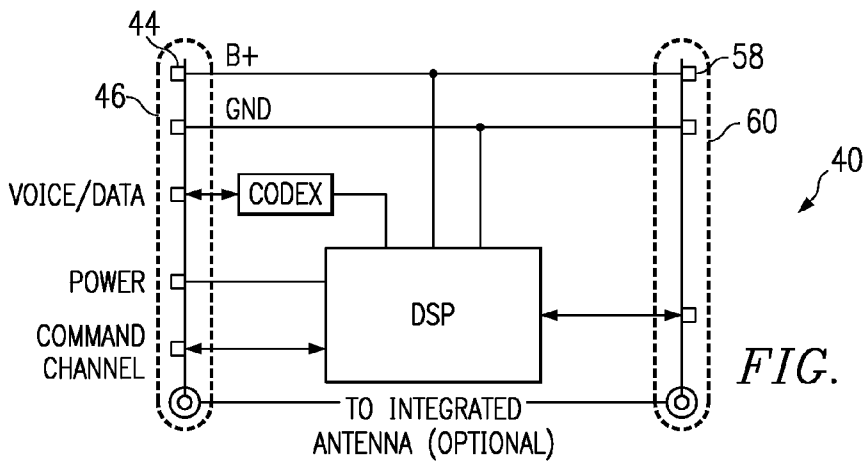 44
B+
58
46
GND
60
40
VOICE/DATA
CODEX
POWER
DSP
COMMAND
CHANNEL
FIG.
TO INTEGRATED
ANTENNA (OPTIONAL)